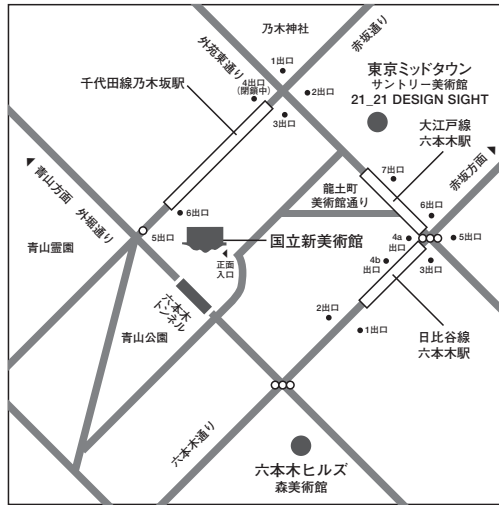 乃木神社
赤坂通り
外苑東通り
1出口
4出口
(閉鎖中)
2出口
3出口
千代田線乃木坂駅
東京ミッドタウン
サントリー美術館
21_21 DESIGN SIGHT
大江戸線
六本木駅
7出口
赤坂方面
龍土町
美術館通り
6出口
青山方面
外堀通り
6出口
5出口
国立新美術館
正面
入口
4a
出口
5出口
青山霊園
4b
出口
3出口
六本木
トンネル
2出口
1出口
日比谷線
六本木駅
青山公園
六本木通り
六本木ヒルズ
森美術館